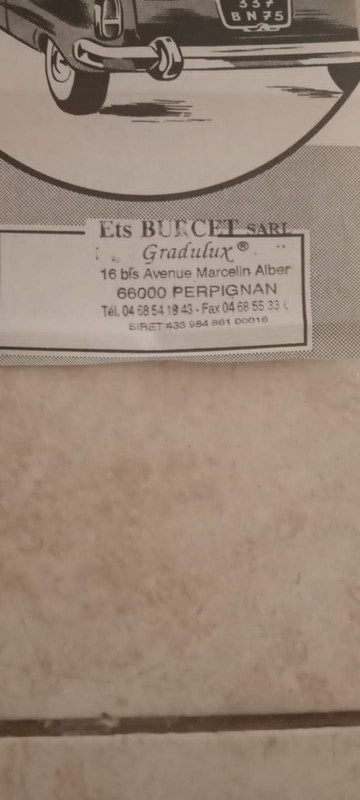 337
BN75
Ets BURCET SARL
Gradulux®
16 bis Avenue Marcelin Alber
66000 PERPIGNAN
Tél. 04 68 54 19 43 - Fax 04 68 55 33
SIRET 433 984 861 00016